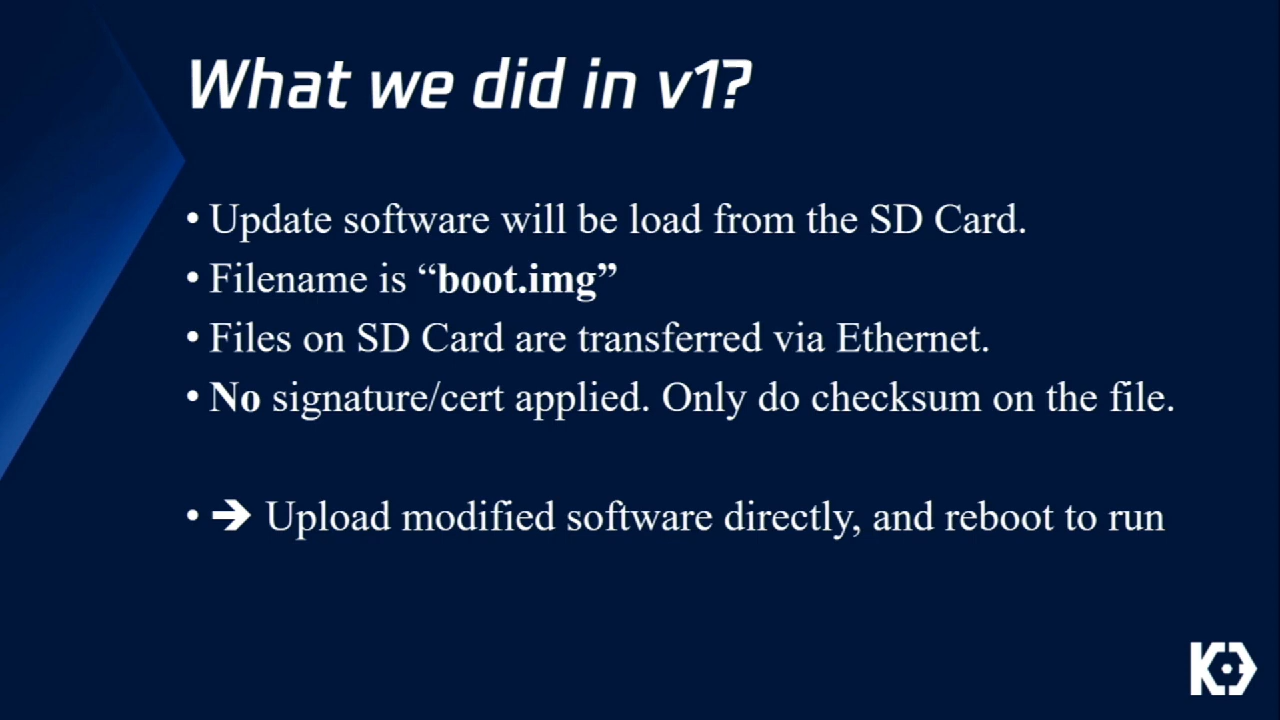 What we did in v1?
• Update software will be load from the SD Card.
• Filename is “boot.img”
• Files on SD Card are transferred via Ethernet.
• No signature/cert applied. Only do checksum on the file.
• ➔ Upload modified software directly, and reboot to run